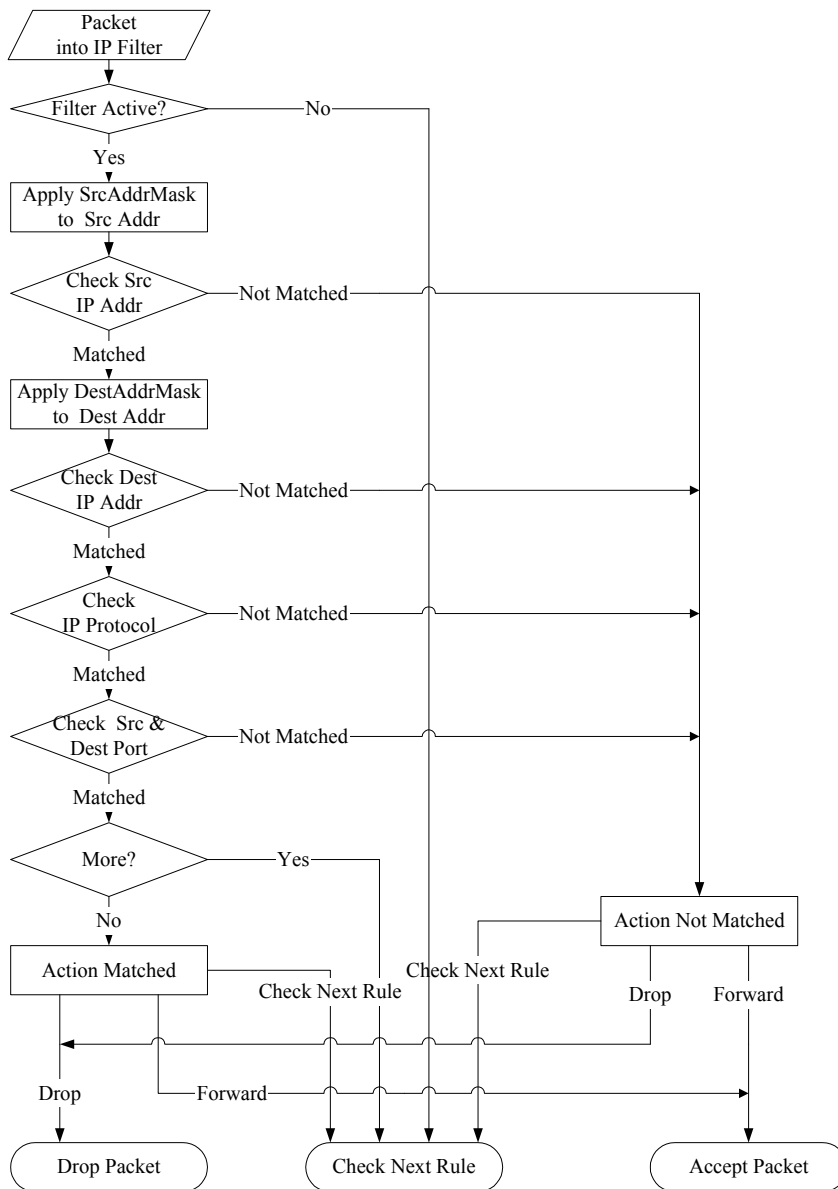 Packet
into IP Filter
Filter Active?
No
Yes
Apply SrcAddrMask
to Src Addr
Check Src
IP Addr
Not Matched
Matched
Apply DestAddrMask
to Dest Addr
Check Dest
IP Addr
Not Matched
Matched
Check
IP Protocol
Not Matched
Matched
Check Src &
Dest Port
Not Matched
Matched
More?
Yes
No
Action Not Matched
Action Matched
Check Next Rule
Check Next Rule
Drop
Forward
Drop
Forward
Drop Packet
Check Next Rule
Accept Packet